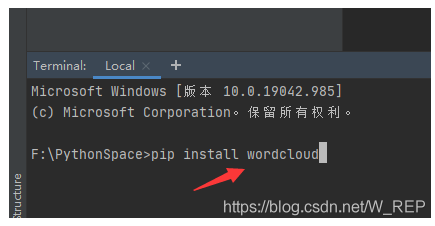 Terminal: Local × +
Microsoft Windows [版本 10.0.19042.985]
(c) Microsoft Corporation。保留所有权利。
F:\PythonSpace>pip install wordcloud
Structure
https://blog.csdn.net/W_REP